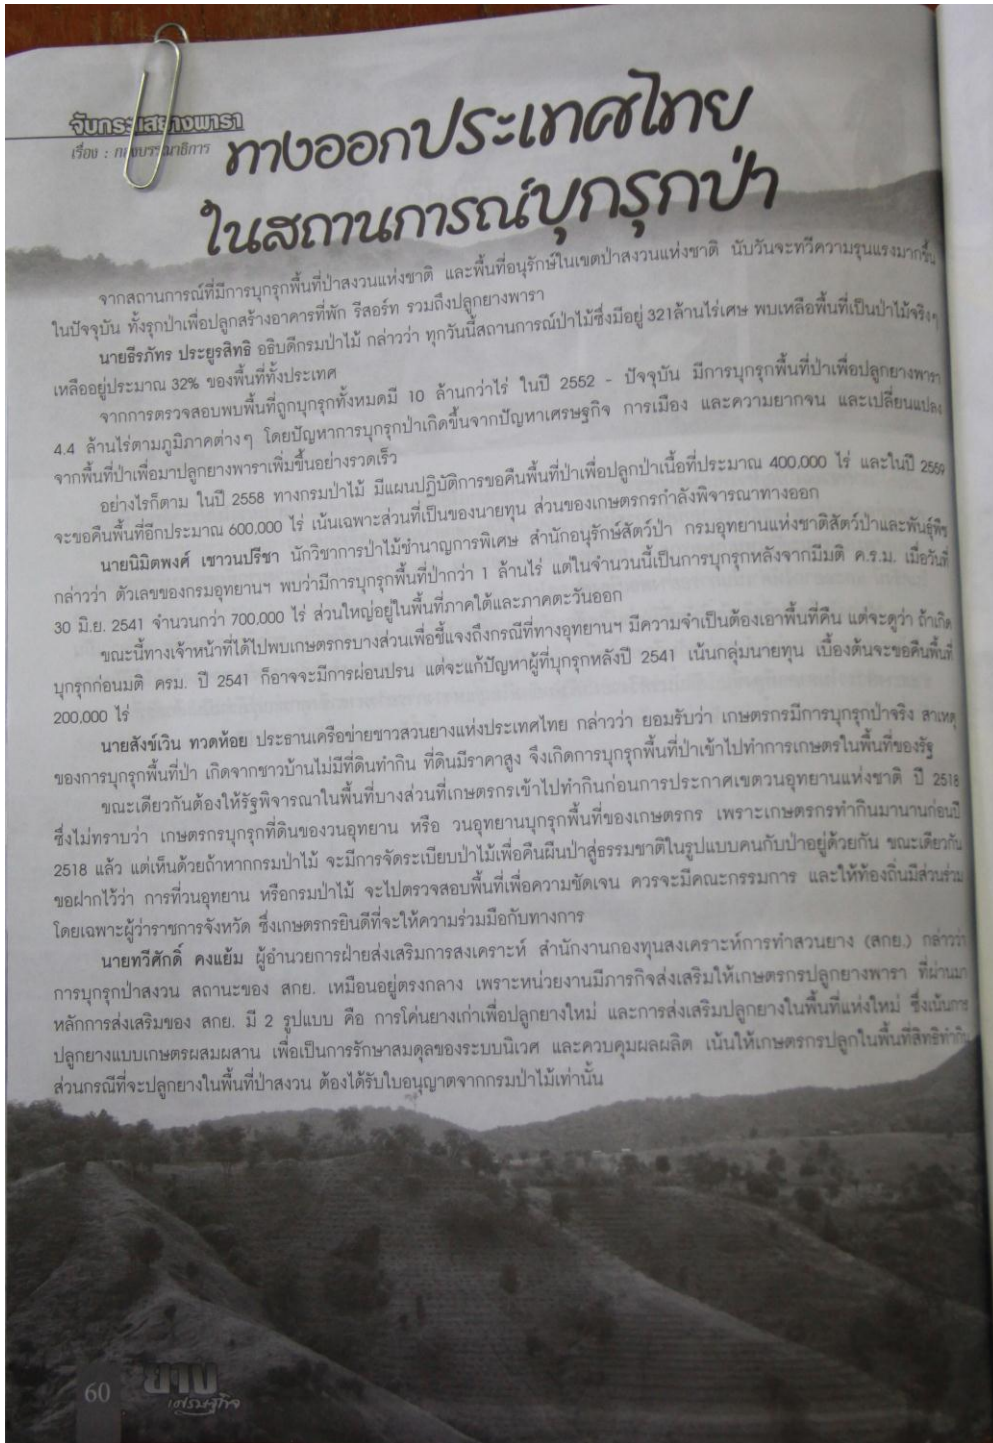 จับกระแสยางพารา
เรื่อง : กองบรรณาธิการ
ทางออกประเทศไทย
ในสถานการณ์บุกรุกป่า
จากสถานการณ์ที่มีการบุกรุกพื้นที่ป่าสงวนแห่งชาติ และพื้นที่อนุรักษ์ในเขตป่าสงวนแห่งชาติ นับวันจะทวีความรุนแรงมากขึ้น
ในปัจจุบัน ทั้งรุกป่าเพื่อปลูกสร้างอาคารที่พัก รีสอร์ท รวมถึงปลูกยางพารา
นายธีรภัทร ประยูรสิทธิ อธิบดีกรมป่าไม้ กล่าวว่า ทุกวันนี้สถานการณ์ป่าไม้ซึ่งมีอยู่ 321ล้านไร่เศษ พบเหลือพื้นที่เป็นป่าไม้จริงๆ
เหลืออยู่ประมาณ 32% ของพื้นที่ทั้งประเทศ
จากการตรวจสอบพบพื้นที่ถูกบุกรุกทั้งหมดมี 10 ล้านกว่าไร่ ในปี 2552 - ปัจจุบัน มีการบุกรุกพื้นที่ป่าเพื่อปลูกยางพารา
4.4 ล้านไร่ตามภูมิภาคต่างๆ โดยปัญหาการบุกรุกป่าเกิดขึ้นจากปัญหาเศรษฐกิจ การเมือง และความยากจน และเปลี่ยนแปลง
จากพื้นที่ป่าเพื่อมาปลูกยางพาราเพิ่มขึ้นอย่างรวดเร็ว
อย่างไรก็ตาม ในปี 2558 ทางกรมป่าไม้ มีแผนปฏิบัติการขอคืนพื้นที่ป่าเพื่อปลูกป่าเนื้อที่ประมาณ 400,000 ไร่ และในปี 2559
จะขอคืนพื้นที่อีกประมาณ 600,000 ไร่ เน้นเฉพาะส่วนที่เป็นของนายทุน ส่วนของเกษตรกรกำลังพิจารณาทางออก
นายนิมิตพงศ์ เชาวนปรีชา นักวิชาการป่าไม้ชำนาญการพิเศษ สำนักอนุรักษ์สัตว์ป่า กรมอุทยานแห่งชาติสัตว์ป่าและพันธุ์พืช
กล่าวว่า ตัวเลขของกรมอุทยานฯ พบว่ามีการบุกรุกพื้นที่ป่ากว่า 1 ล้านไร่ แต่ในจำนวนนี้เป็นการบุกรุกหลังจากมีมติ ค.ร.ม. เมื่อวันที่
30 มิ.ย. 2541 จำนวนกว่า 700,000 ไร่ ส่วนใหญ่อยู่ในพื้นที่ภาคใต้และภาคตะวันออก
ขณะนี้ทางเจ้าหน้าที่ได้ไปพบเกษตรกรบางส่วนเพื่อชี้แจงถึงกรณีที่ทางอุทยานฯ มีความจำเป็นต้องเอาพื้นที่คืน แต่จะดูว่า ถ้าเกิด
บุกรุกก่อนมติ ครม. ปี 2541 ก็อาจจะมีการผ่อนปรน แต่จะแก้ปัญหาผู้ที่บุกรุกหลังปี 2541 เน้นกลุ่มนายทุน เบื้องต้นจะขอคืนพื้นที่
200,000 ไร่
นายสังข์เวิน ทวดห้อย ประธานเครือข่ายชาวสวนยางแห่งประเทศไทย กล่าวว่า ยอมรับว่า เกษตรกรมีการบุกรุกป่าจริง สาเหตุ
ของการบุกรุกพื้นที่ป่า เกิดจากชาวบ้านไม่มีที่ดินทำกิน ที่ดินมีราคาสูง จึงเกิดการบุกรุกพื้นที่ป่าเข้าไปทำการเกษตรในพื้นที่ของรัฐ
ขณะเดียวกันต้องให้รัฐพิจารณาในพื้นที่บางส่วนที่เกษตรกรเข้าไปทำกินก่อนการประกาศเขตวนอุทยานแห่งชาติ ปี 2518
ซึ่งไม่ทราบว่า เกษตรกรบุกรุกที่ดินของวนอุทยาน หรือ วนอุทยานบุกรุกพื้นที่ของเกษตรกร เพราะเกษตรกรทำกินมานานก่อนปี
2518 แล้ว แต่เห็นด้วยถ้าหากกรมป่าไม้ จะมีการจัดระเบียบป่าไม้เพื่อคืนผืนป่าสู่ธรรมชาติในรูปแบบคนกับป่าอยู่ด้วยกัน ขณะเดียวกัน
ขอฝากไว้ว่า การที่วนอุทยาน หรือกรมป่าไม้ จะไปตรวจสอบพื้นที่เพื่อความชัดเจน ควรจะมีคณะกรรมการ และให้ท้องถิ่นมีส่วนร่วม
โดยเฉพาะผู้ว่าราชการจังหวัด ซึ่งเกษตรกรยินดีที่จะให้ความร่วมมือกับทางการ
นายทวีศักดิ์ คงแย้ม ผู้อำนวยการฝ่ายส่งเสริมการสงเคราะห์ สำนักงานกองทุนสงเคราะห์การทำสวนยาง (สกย.) กล่าวว่า
การบุกรุกป่าสงวน สถานะของ สกย. เหมือนอยู่ตรงกลาง เพราะหน่วยงานมีภารกิจส่งเสริมให้เกษตรกรปลูกยางพารา ที่ผ่านมา
หลักการส่งเสริมของ สกย. มี 2 รูปแบบ คือ การโค่นยางเก่าเพื่อปลูกยางใหม่ และการส่งเสริมปลูกยางในพื้นที่แห่งใหม่ ซึ่งเน้นการ
ปลูกยางแบบเกษตรผสมผสาน เพื่อเป็นการรักษาสมดุลของระบบนิเวศ และควบคุมผลผลิต เน้นให้เกษตรกรปลูกในพื้นที่สิทธิทำกิน
ส่วนกรณีที่จะปลูกยางในพื้นที่ป่าสงวน ต้องได้รับใบอนุญาตจากกรมป่าไม้เท่านั้น
60
ยาง
เศรษฐกิจ